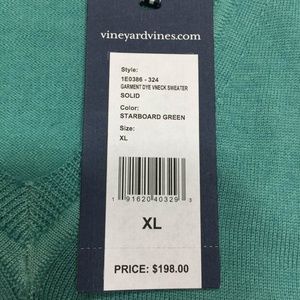 vineyardvines.com
Style:
1E0386 - 324
GARMENT DYE VNECK SWEATER
SOLID
Color:
STARBOARD GREEN
Size:
XL
1 91620 40329 3
XL
PRICE: $198.00